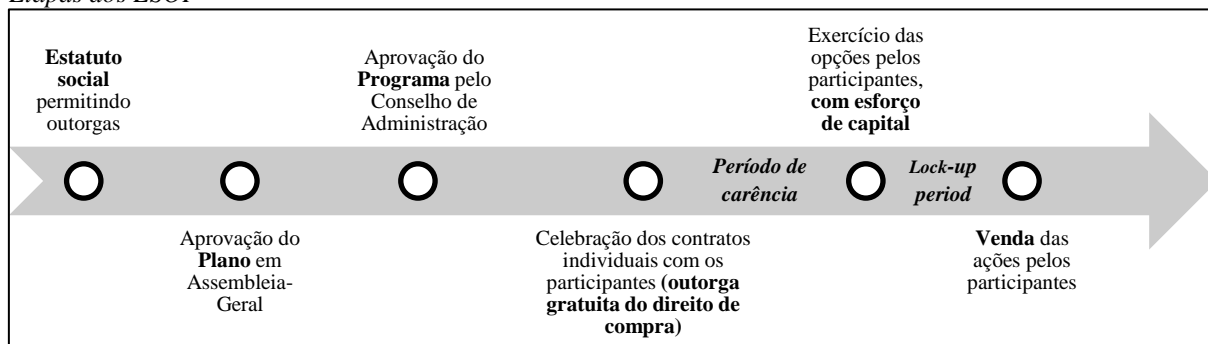 Etapas dos ESOP
Estatuto
social
permitindo
outorgas
Aprovação do
Plano em
Assembleia-
Geral
Aprovação do
Programa pelo
Conselho de
Administração
Celebração dos contratos
individuais com os
participantes (outorga
gratuita do direito de
compra)
Período de
carência
Exercício das
opções pelos
participantes,
com esforço
de capital
Lock-up
period
Venda das
ações pelos
participantes